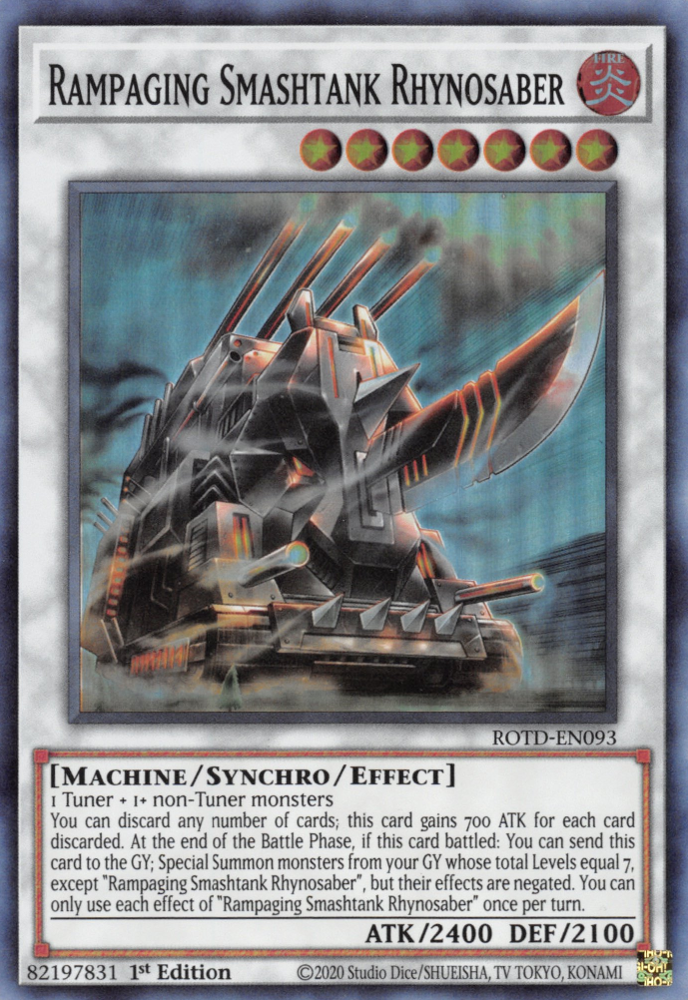 RAMPAGING SMASHTANK RHYNOSABER
FIRE
炎
ROTD-EN093
[MACHINE/SYNCHRO/EFFECT]
1 Tuner + 1+ non-Tuner monsters
You can discard any number of cards; this card gains 700 ATK for each card
discarded. At the end of the Battle Phase, if this card battled: You can send this
card to the GY; Special Summon monsters from your GY whose total Levels equal 7,
except "Rampaging Smashtank Rhynosaber", but their effects are negated. You can
only use each effect of "Rampaging Smashtank Rhynosaber" once per turn.
ATK/2400 DEF/2100
82197831 1st Edition
©2020 Studio Dice/SHUEISHA, TV TOKYO, KONAMI